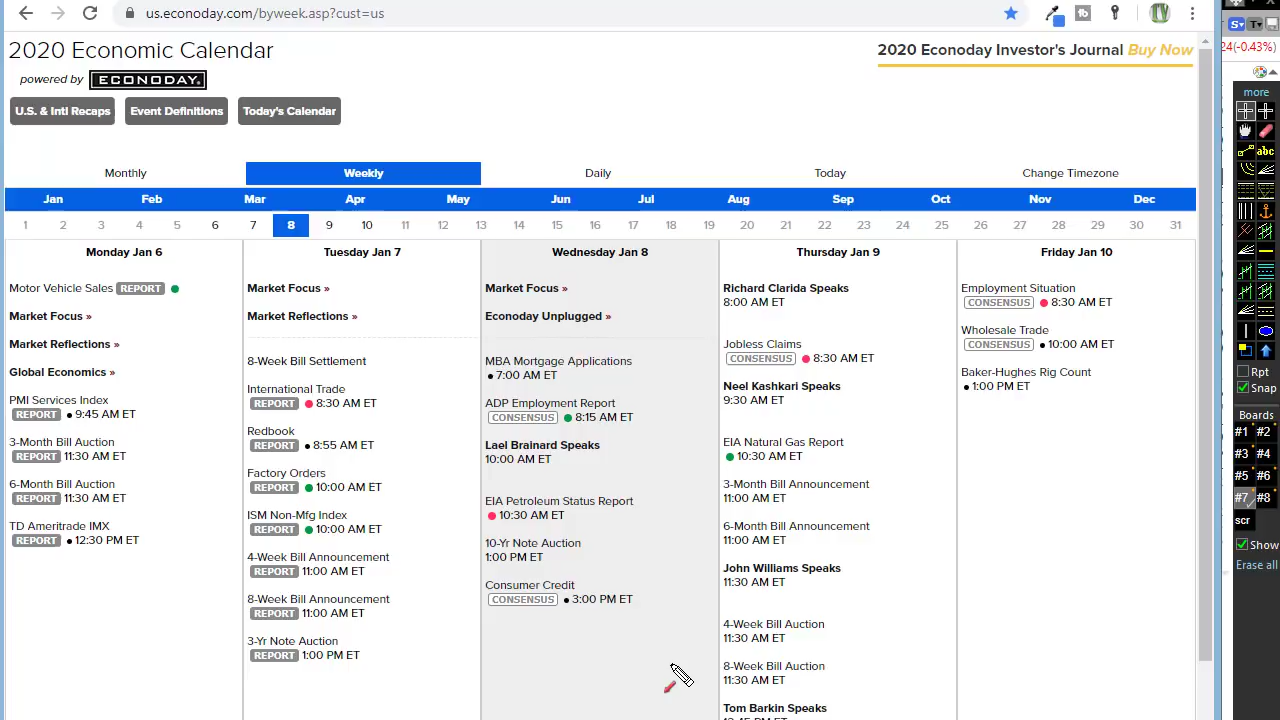 us.econoday.com/byweek.asp?cust=us
24(-0.43%)
2020 Economic Calendar
2020 Econoday Investor's Journal Buy Now
powered by ECONODAY®
U.S. & Intl Recaps
Event Definitions
Today's Calendar
Monthly
Weekly
Daily
Today
Change Timezone
Jan Feb Mar Apr May Jun Jul Aug Sep Oct Nov Dec
1 2 3 4 5 6 7 8 9 10 11 12 13 14 15 16 17 18 19 20 21 22 23 24 25 26 27 28 29 30 31
Monday Jan 6
Motor Vehicle Sales REPORT
Market Focus »
Market Reflections »
Global Economics »
PMI Services Index
REPORT 9:45 AM ET
3-Month Bill Auction
REPORT 11:30 AM ET
6-Month Bill Auction
REPORT 11:30 AM ET
TD Ameritrade IMX
REPORT 12:30 PM ET
Tuesday Jan 7
Market Focus »
Market Reflections »
8-Week Bill Settlement
International Trade
REPORT 8:30 AM ET
Redbook
REPORT 8:55 AM ET
Factory Orders
REPORT 10:00 AM ET
ISM Non-Mfg Index
REPORT 10:00 AM ET
4-Week Bill Announcement
REPORT 11:00 AM ET
8-Week Bill Announcement
REPORT 11:00 AM ET
3-Yr Note Auction
REPORT 1:00 PM ET
Wednesday Jan 8
Market Focus »
Econoday Unplugged »
MBA Mortgage Applications
7:00 AM ET
ADP Employment Report
CONSENSUS 8:15 AM ET
Lael Brainard Speaks
10:00 AM ET
EIA Petroleum Status Report
10:30 AM ET
10-Yr Note Auction
1:00 PM ET
Consumer Credit
CONSENSUS 3:00 PM ET
Thursday Jan 9
Richard Clarida Speaks
8:00 AM ET
Jobless Claims
CONSENSUS 8:30 AM ET
Neel Kashkari Speaks
9:30 AM ET
EIA Natural Gas Report
10:30 AM ET
3-Month Bill Announcement
11:00 AM ET
6-Month Bill Announcement
11:00 AM ET
John Williams Speaks
11:30 AM ET
4-Week Bill Auction
11:30 AM ET
8-Week Bill Auction
11:30 AM ET
Tom Barkin Speaks
Friday Jan 10
Employment Situation
CONSENSUS 8:30 AM ET
Wholesale Trade
CONSENSUS 10:00 AM ET
Baker-Hughes Rig Count
1:00 PM ET
more
abc
Rpt
Snap
Boards
#1 #2
#3 #4
#5 #6
#7 #8
scr
Show
Erase all